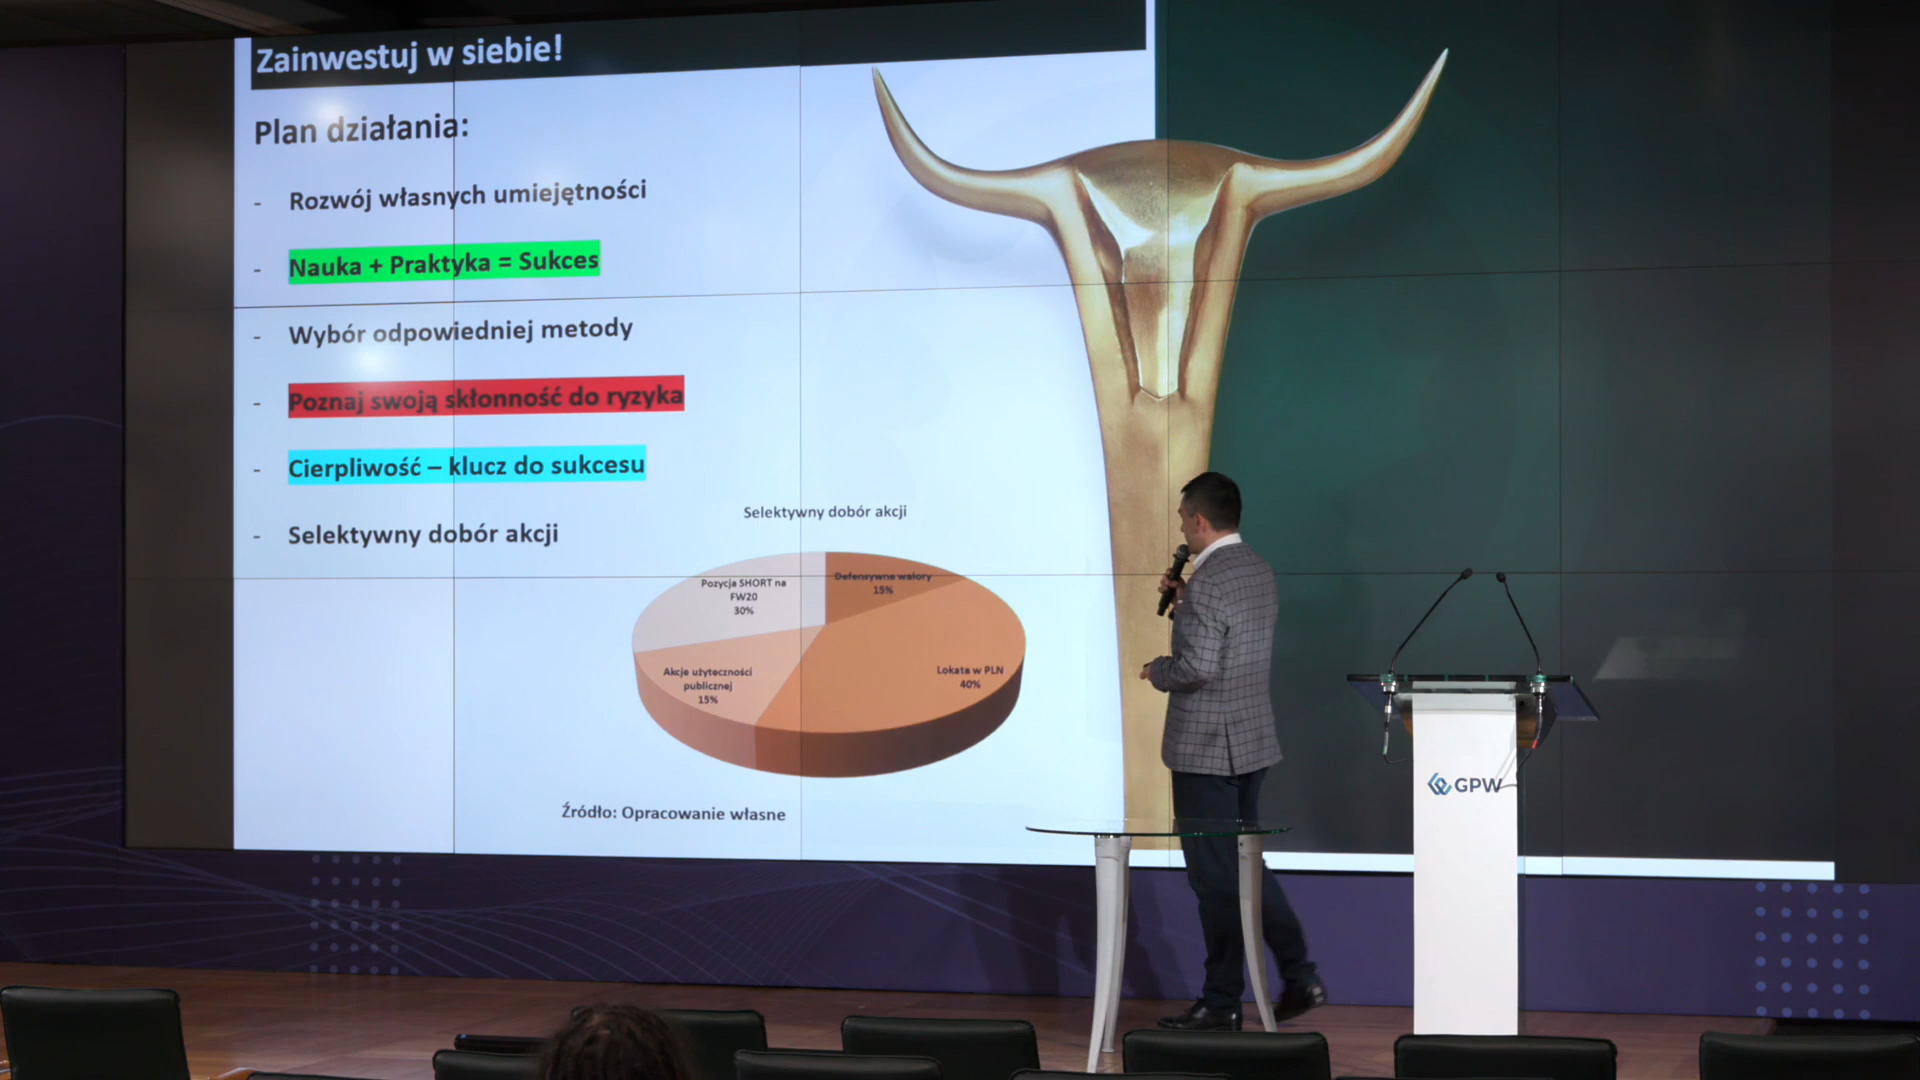 Zainwestuj w siebie!
Plan działania:
- Rozwój własnych umiejętności
- Nauka + Praktyka = Sukces
- Wybór odpowiedniej metody
- Poznaj swoją skłonność do ryzyka
- Cierpliwość – klucz do sukcesu
- Selektywny dobór akcji
Selektywny dobór akcji
Pozycja SHORT na
FW20
30%
Defensywne walory
15%
Akcje użyteczności
publicznej
15%
Lokata w PLN
40%
Źródło: Opracowanie własne
GPW